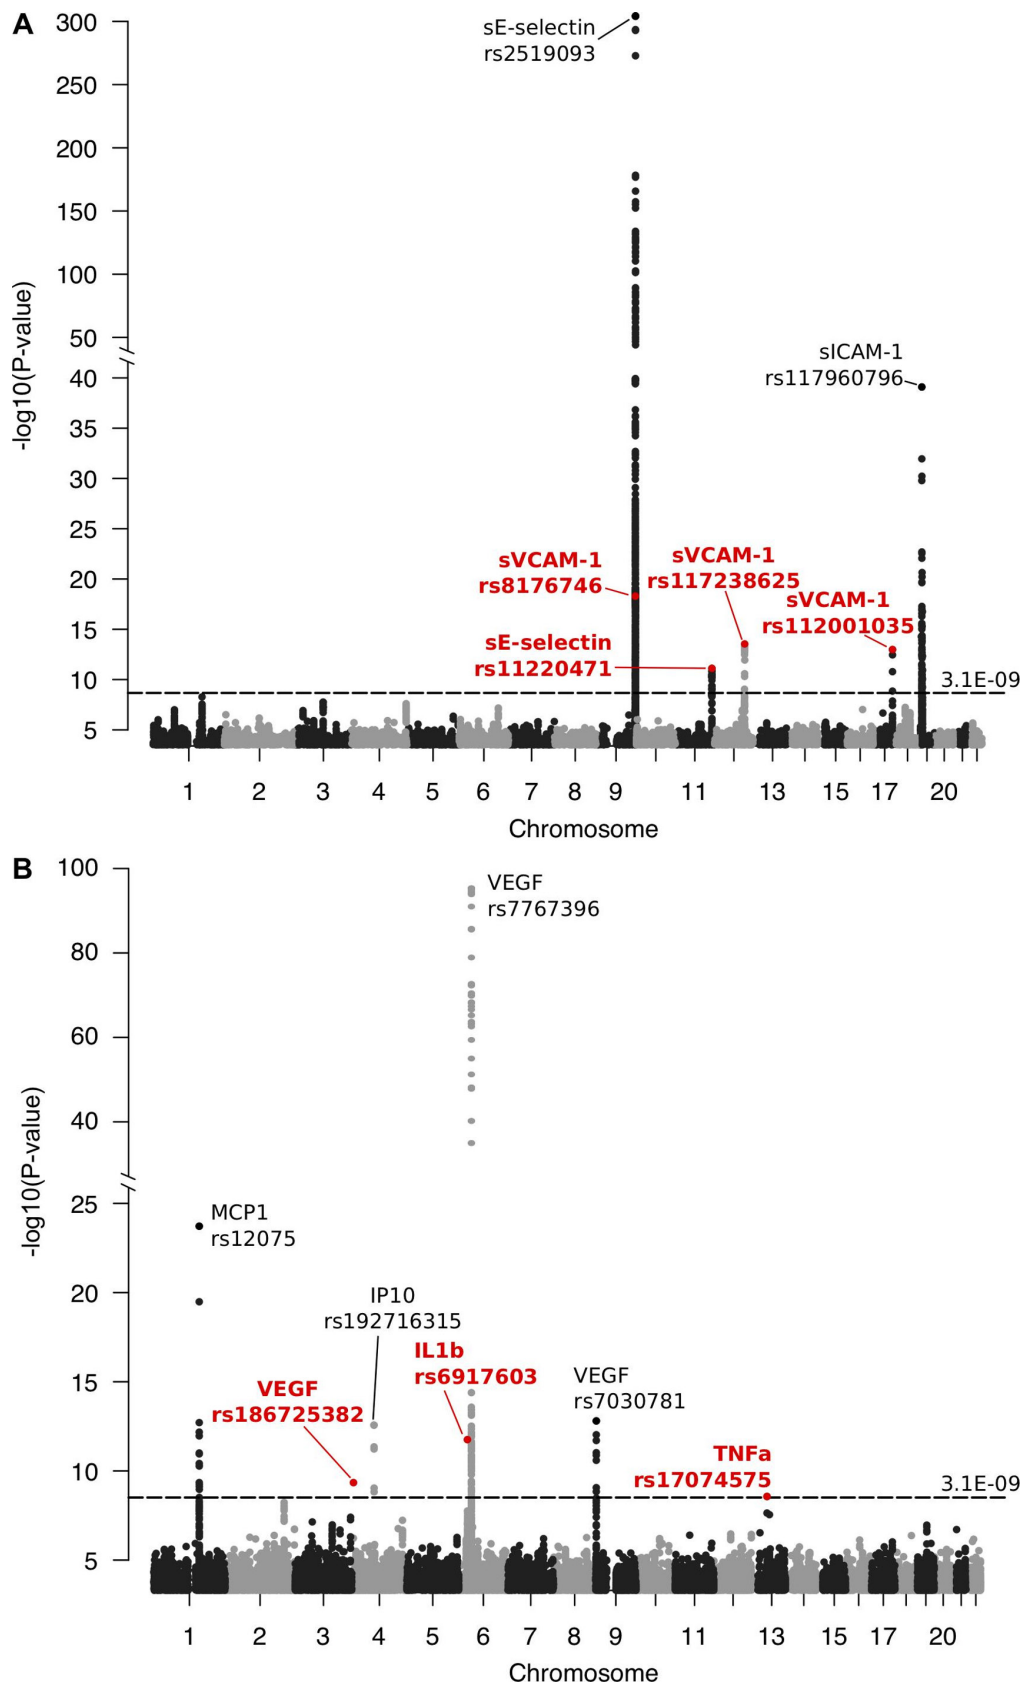 A
300
250
200
150
100
50
40
35
30
25
20
15
10
5
-log10(P-value)
sE-selectin
rs2519093
sICAM-1
rs117960796
sVCAM-1
rs8176746
sVCAM-1
rs117238625
sVCAM-1
rs112001035
sE-selectin
rs11220471
3.1E-09
1 2 3 4 5 6 7 8 9 11 13 15 17 20
Chromosome
B
100
80
60
40
25
20
15
10
5
-log10(P-value)
VEGF
rs7767396
MCP1
rs12075
IP10
rs192716315
IL1b
rs6917603
VEGF
rs186725382
VEGF
rs7030781
TNFa
rs17074575
3.1E-09
1 2 3 4 5 6 7 8 9 11 13 15 17 20
Chromosome